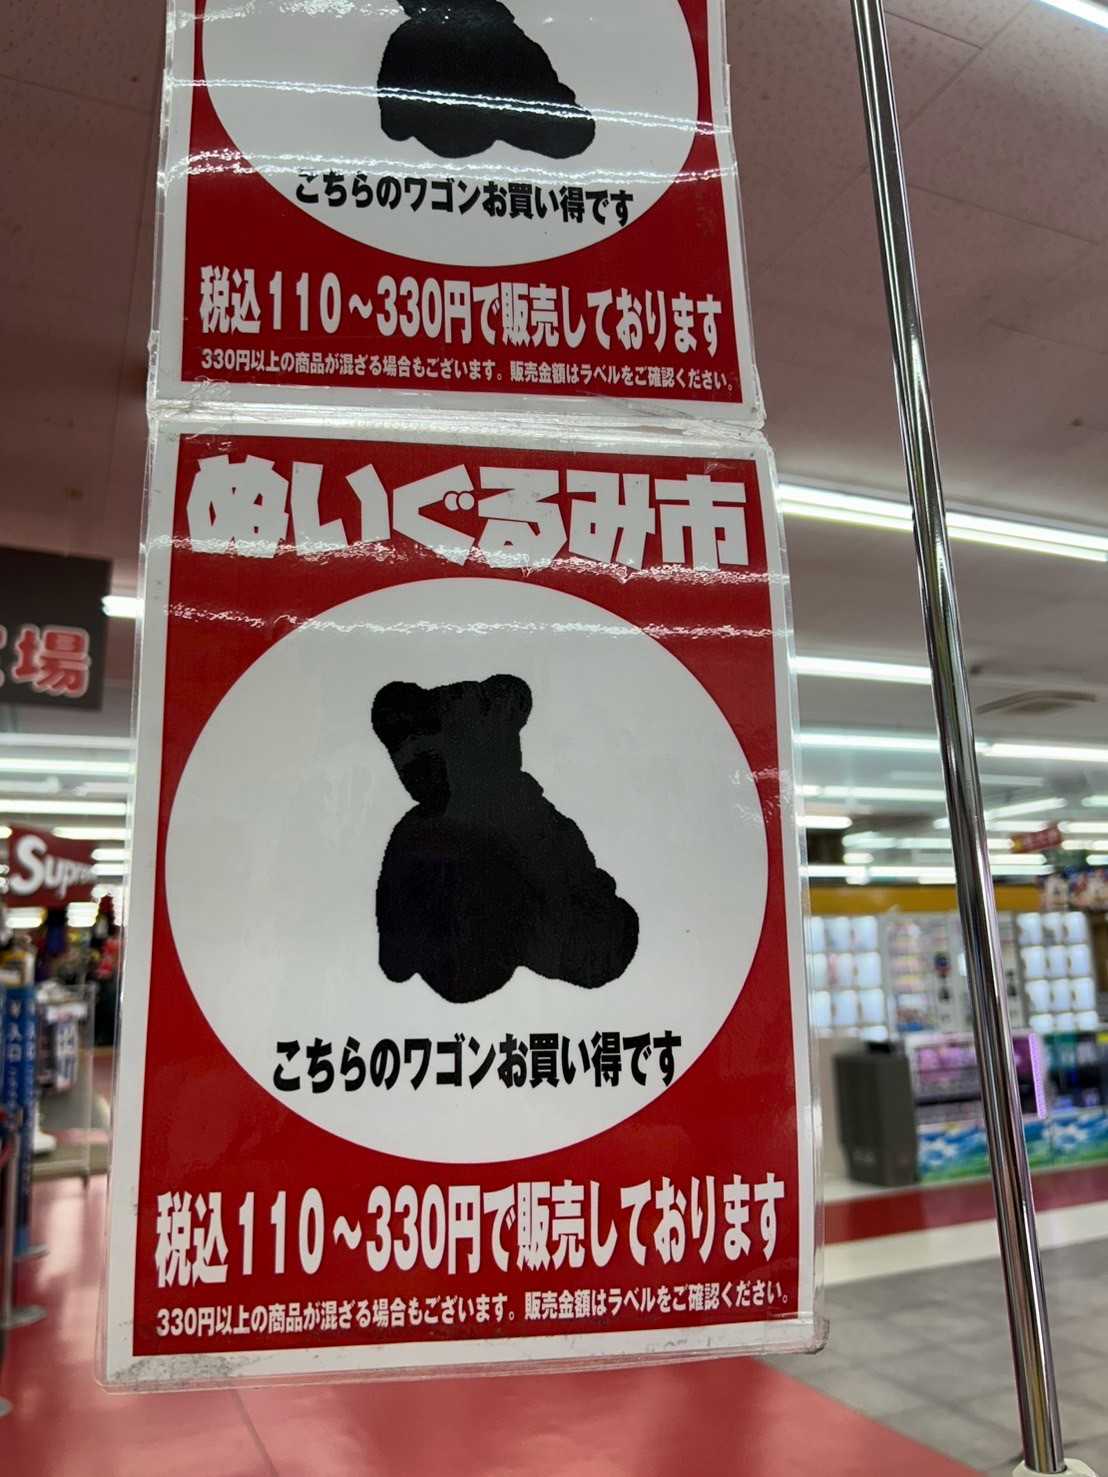 こちらのワゴンお買い得です
税込110～330円で販売しております
330円以上の商品が混ざる場合もございます。販売金額はラベルをご確認ください。
ぬいぐるみ市
こちらのワゴンお買い得です
税込110～330円で販売しております
330円以上の商品が混ざる場合もございます。販売金額はラベルをご確認ください。
場
Supre
入口